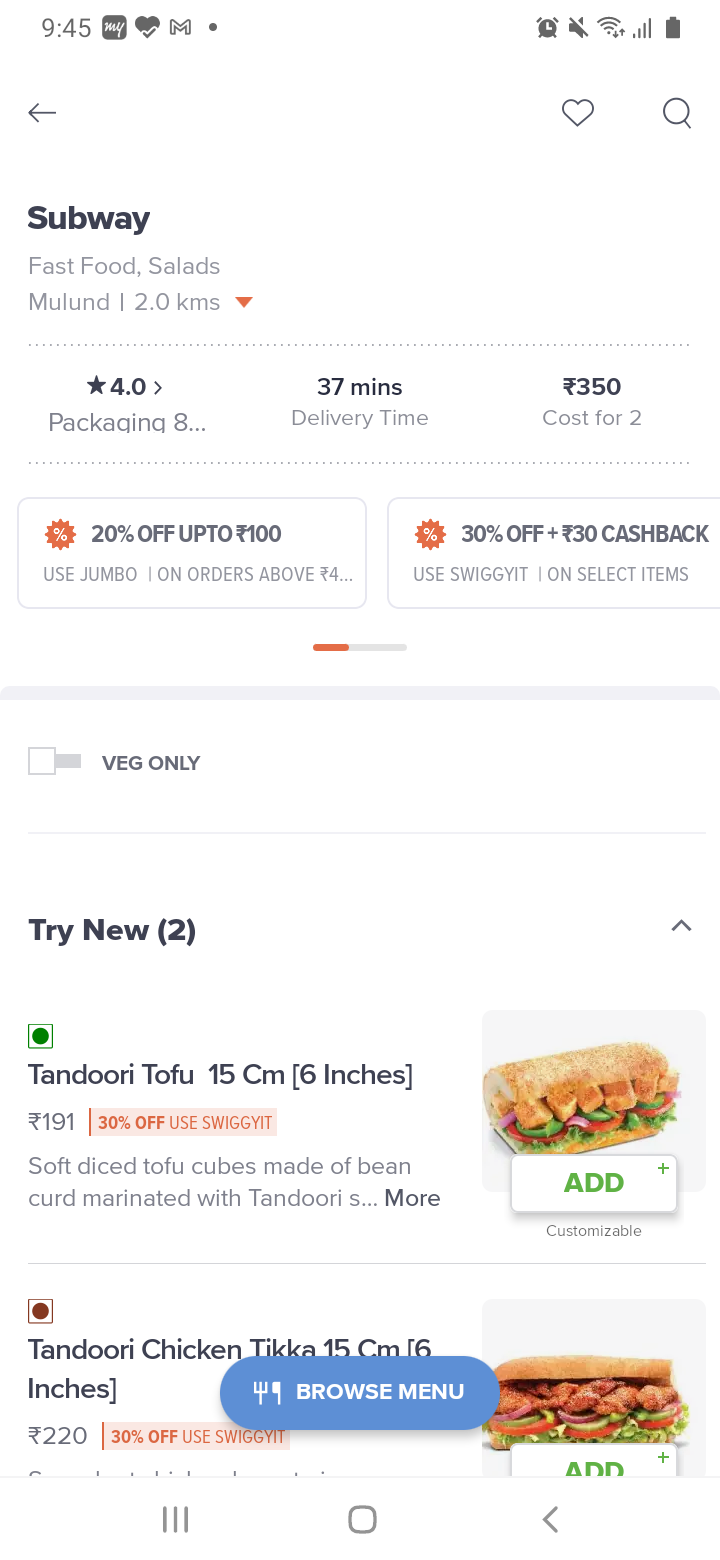 9:45
my
Subway
Fast Food, Salads
Mulund | 2.0 kms
4.0
37 mins
₹350
Packaging 8...
Delivery Time
Cost for 2
20% OFF UPTO ₹100
USE JUMBO | ON ORDERS ABOVE ₹4...
30% OFF + ₹30 CASHBACK
USE SWIGGYIT | ON SELECT ITEMS
VEG ONLY
Try New (2)
Tandoori Tofu 15 Cm [6 Inches]
₹191 30% OFF USE SWIGGYIT
Soft diced tofu cubes made of bean
curd marinated with Tandoori s... More
ADD +
Customizable
Tandoori Chicken Tikka 15 Cm [6
Inches]
BROWSE MENU
₹220 30% OFF USE SWIGGYIT
ADD +